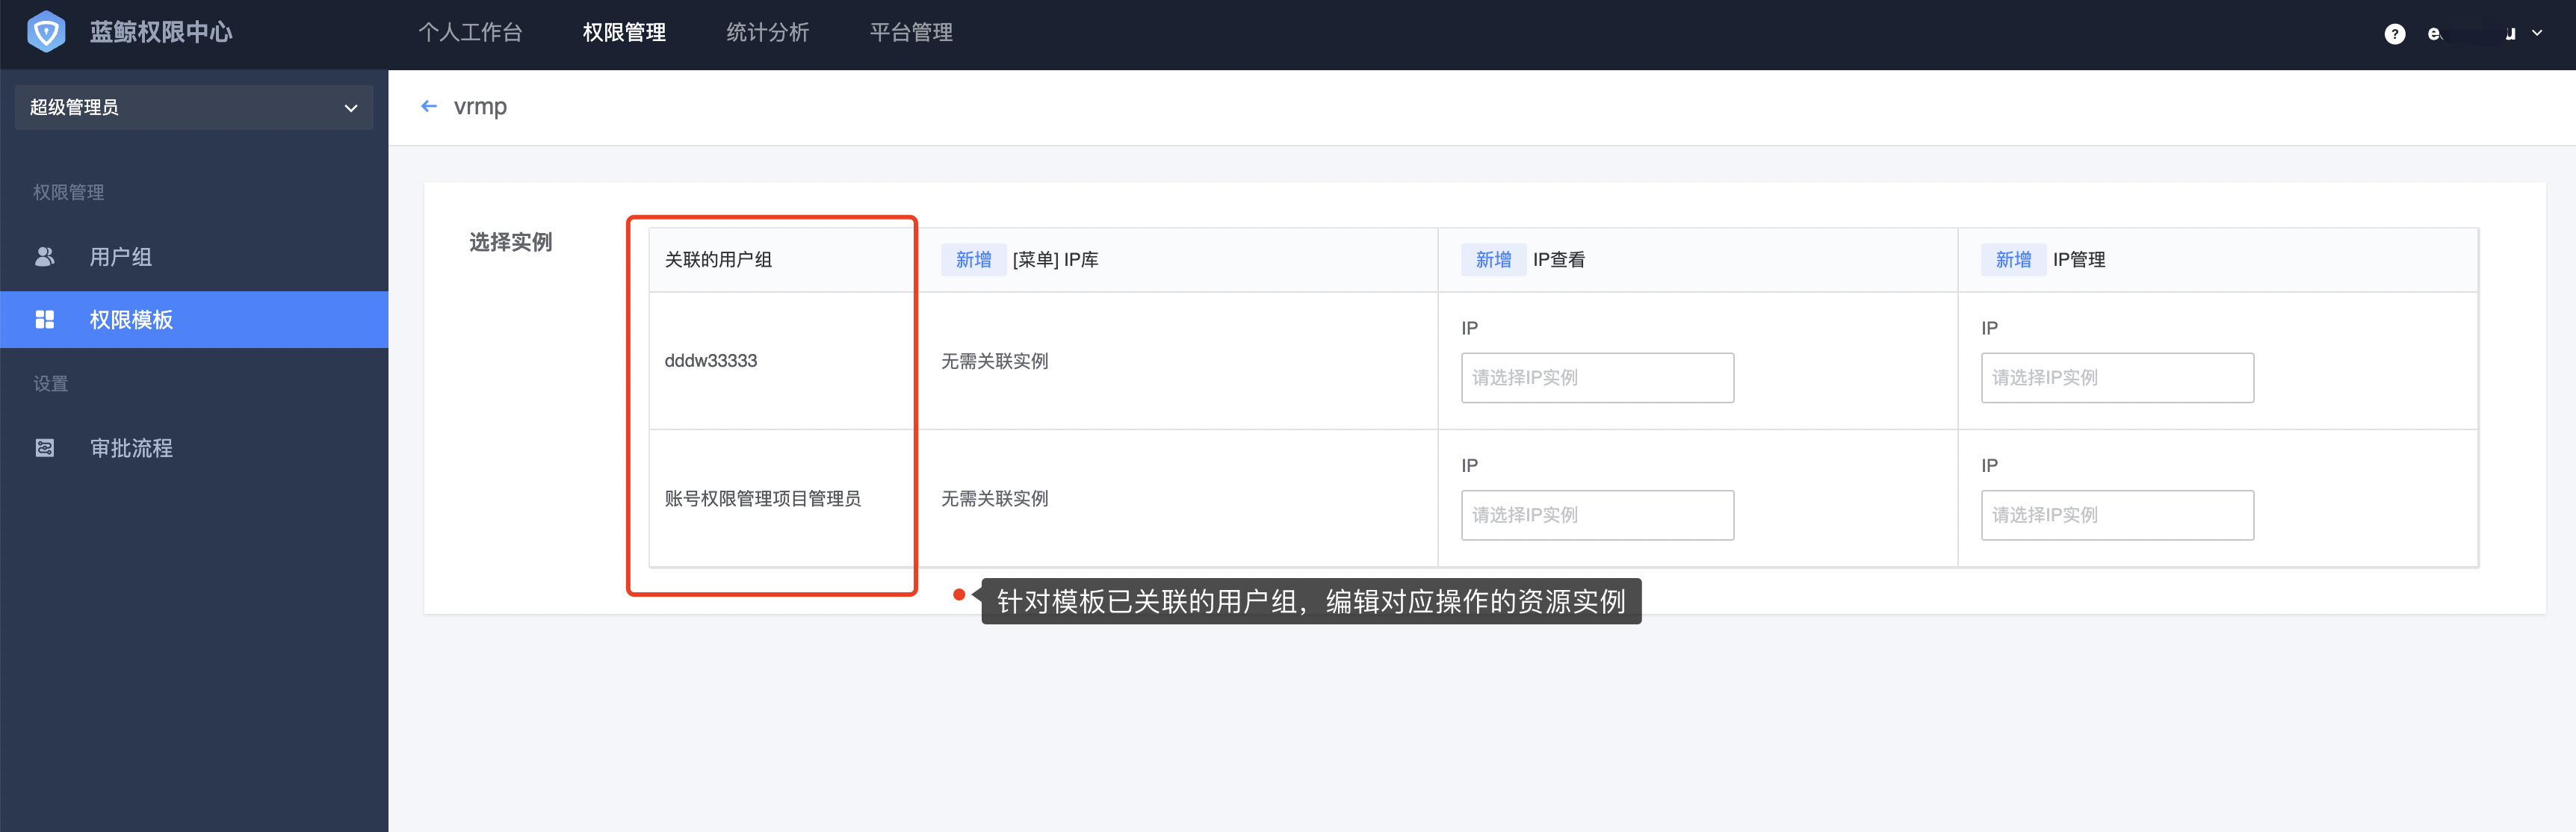 蓝鲸权限中心
个人工作台 权限管理 统计分析 平台管理
?
超级管理员
vrmp
权限管理
用户组
权限模板
设置
审批流程
选择实例
关联的用户组 新增 [菜单] IP库 新增 IP查看 新增 IP管理
dddw33333 无需关联实例
IP
请选择IP实例
IP
请选择IP实例
账号权限管理项目管理员 无需关联实例
IP
请选择IP实例
IP
请选择IP实例
针对模板已关联的用户组，编辑对应操作的资源实例